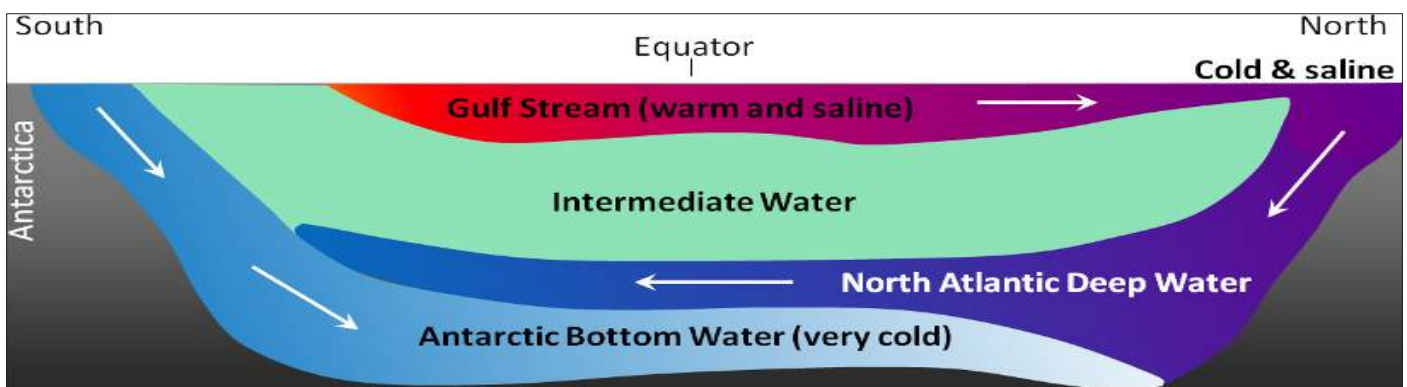 South
North
Equator
Cold & saline
Gulf Stream (warm and saline)
Antarctica
Intermediate Water
North Atlantic Deep Water
Antarctic Bottom Water (very cold)